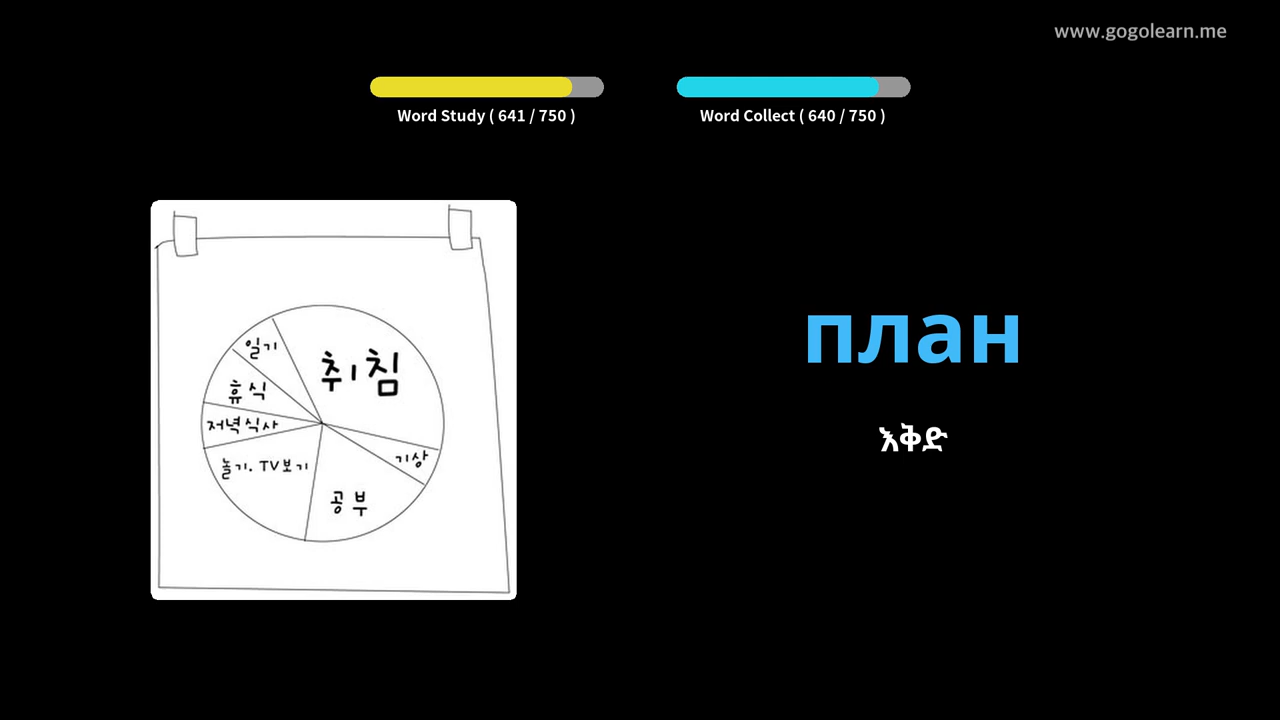 www.gogolearn.me
Word Study ( 641 / 750 )
Word Collect ( 640 / 750 )
일기
취침
휴식
저녁식사
기상
놀기. TV보기
공부
план
እቅድ